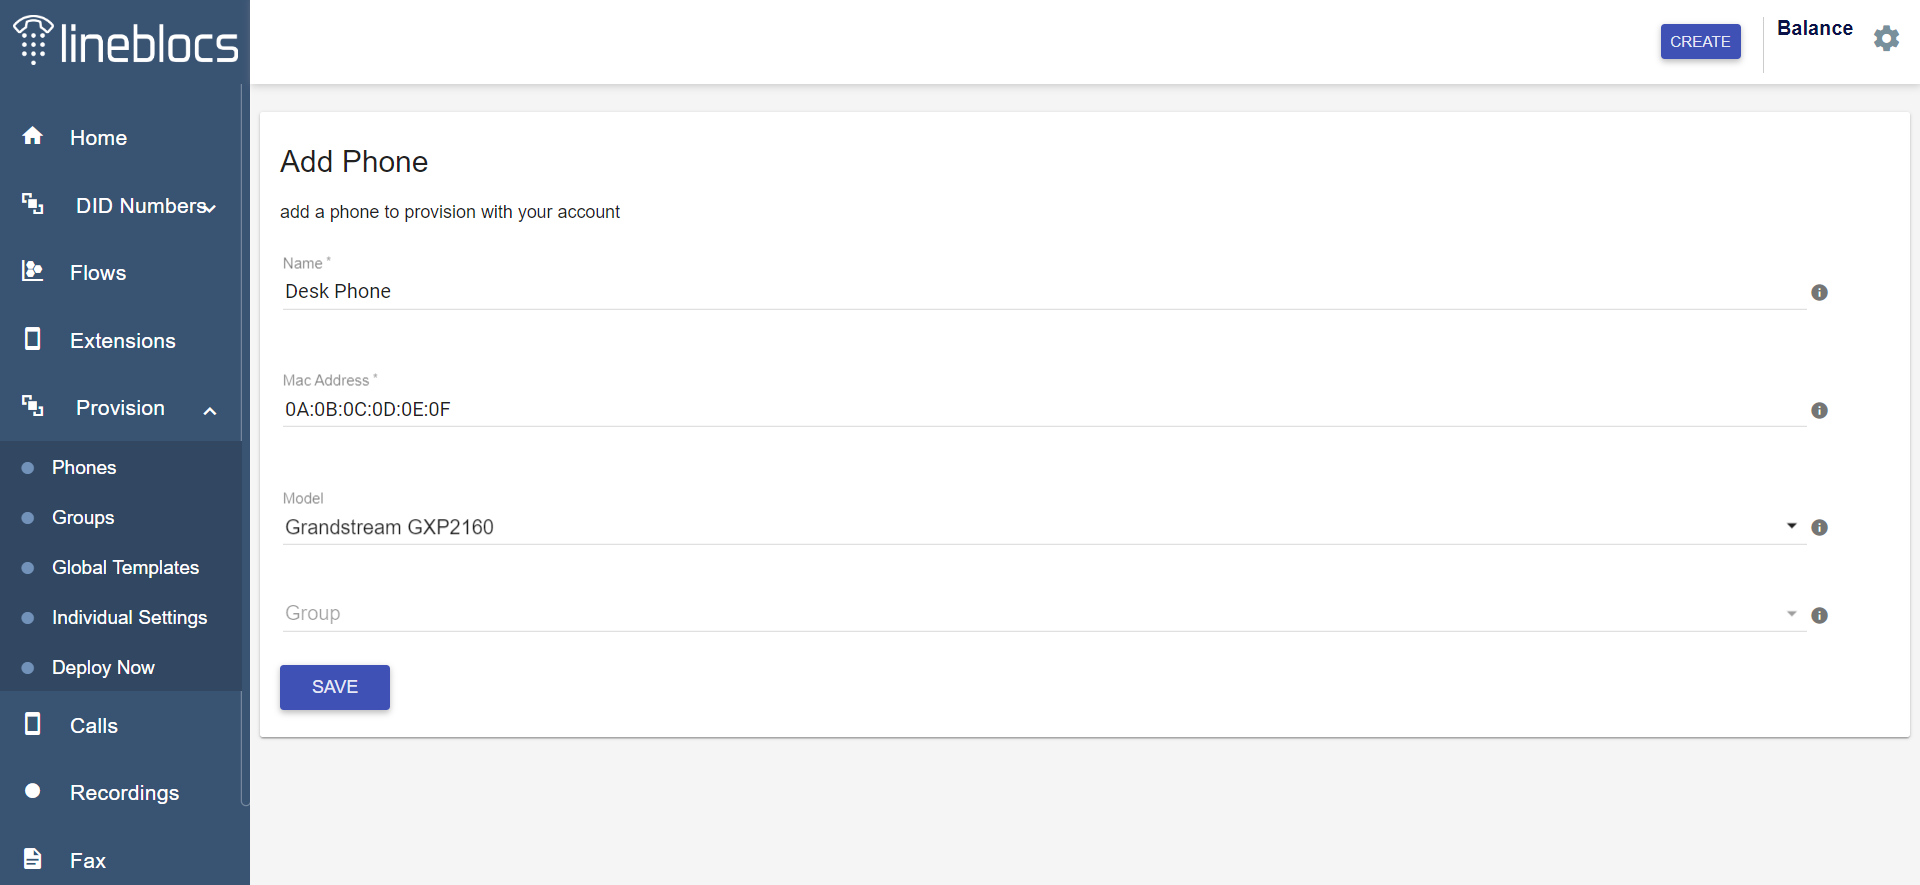 lineblocs
CREATE
Balance
Home
DID Numbers
Flows
Extensions
Provision
Phones
Groups
Global Templates
Individual Settings
Deploy Now
Calls
Recordings
Fax
Add Phone
add a phone to provision with your account
Name *
Desk Phone
Mac Address *
0A:0B:0C:0D:0E:0F
Model
Grandstream GXP2160
Group
SAVE